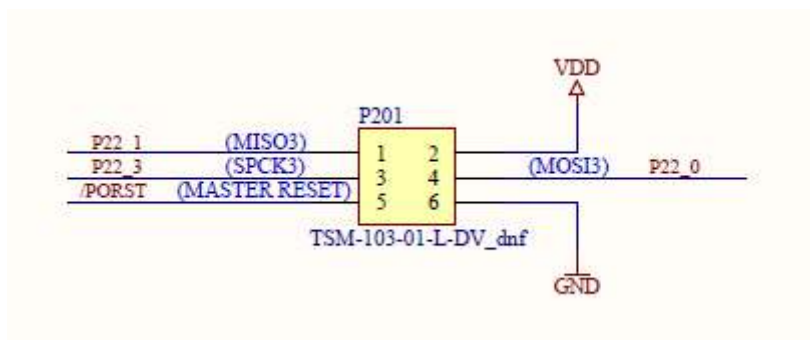 VDD
P201
P22_1 (MISO3) 1 2
P22_3 (SPCK3) 3 4 (MOSI3) P22_0
/PORST (MASTER RESET) 5 6
TSM-103-01-L-DV_dnf
GND